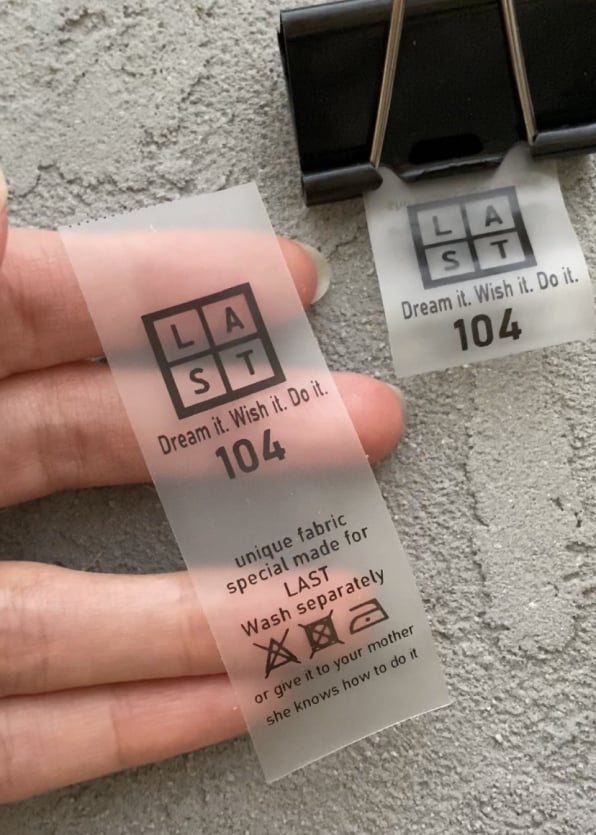 L A
S T
Dream it. Wish it. Do it.
104
unique fabric
special made for
LAST
Wash separately
or give it to your mother
she knows how to do it
L A
S T
Dream it. Wish it. Do it.
104